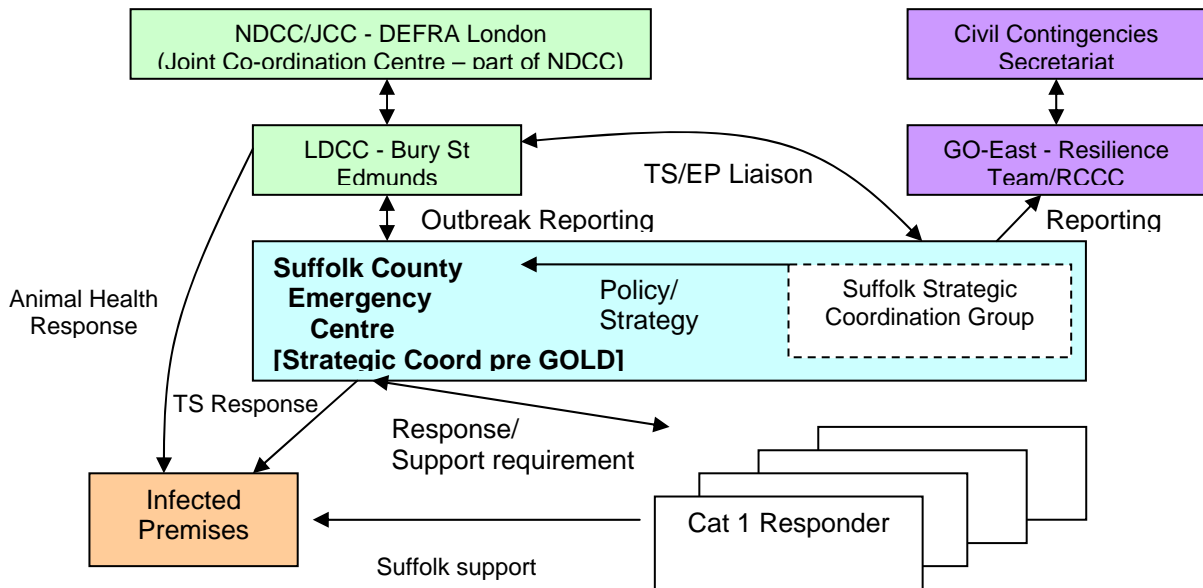 NDCC/JCC - DEFRA London
(Joint Co-ordination Centre – part of NDCC)
Civil Contingencies
Secretariat
LDCC - Bury St
Edmunds
GO-East - Resilience
Team/RCCC
TS/EP Liaison
Outbreak Reporting
Reporting
Suffolk County
Emergency
Centre
[Strategic Coord pre GOLD]
Policy/
Strategy
Suffolk Strategic
Coordination Group
Animal Health
Response
TS Response
Response/
Support requirement
Infected
Premises
Cat 1 Responder
Suffolk support